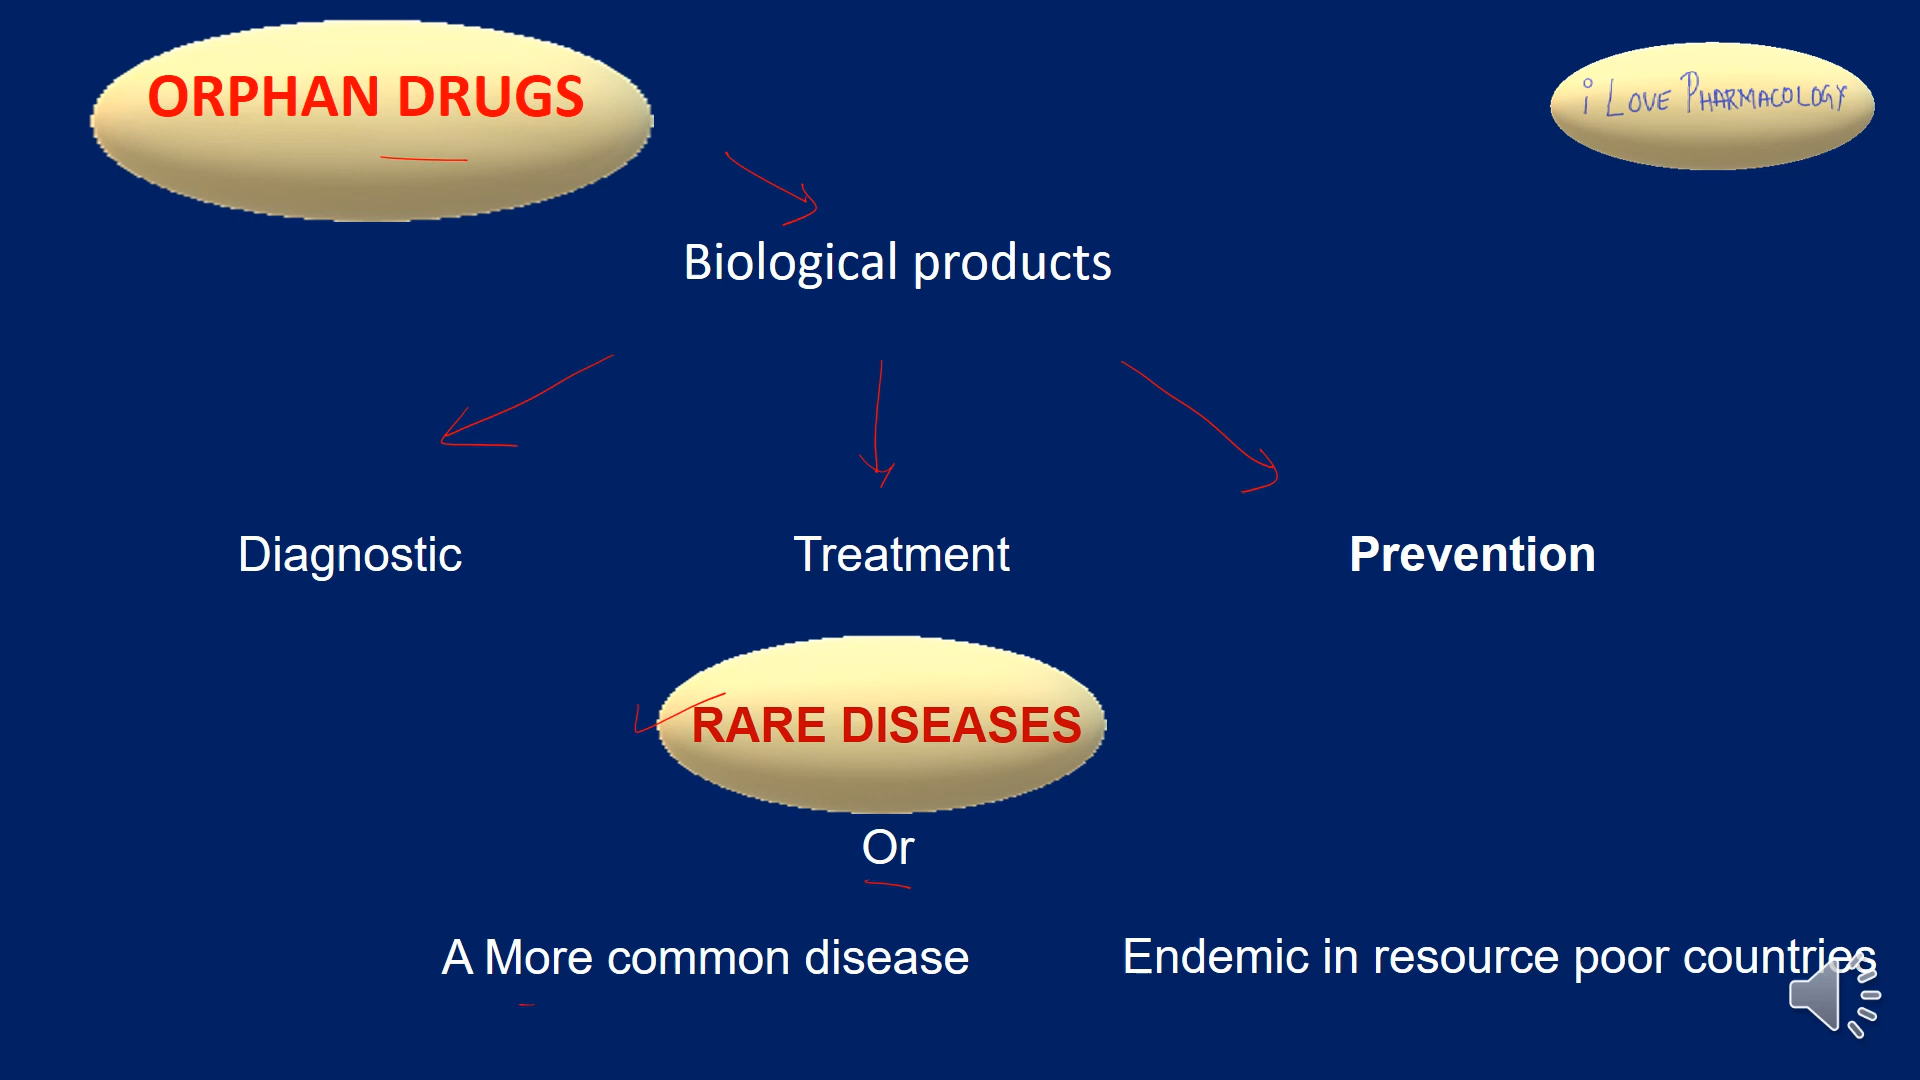 ORPHAN DRUGS
i LOVE PHARMACOLOGY
Biological products
Diagnostic
Treatment
Prevention
RARE DISEASES
Or
A More common disease
Endemic in resource poor countries